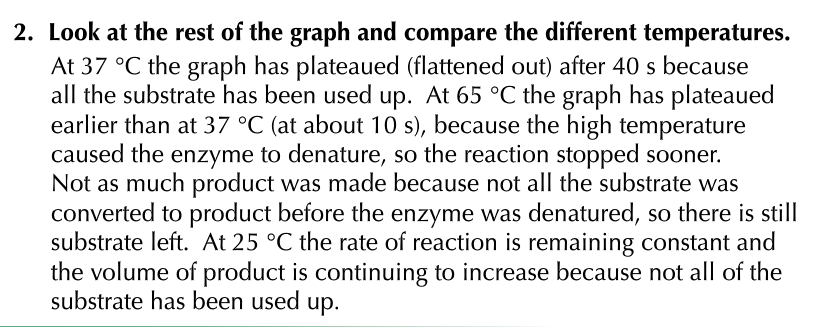 2. Look at the rest of the graph and compare the different temperatures.
At 37 °C the graph has plateaued (flattened out) after 40 s because
all the substrate has been used up. At 65 °C the graph has plateaued
earlier than at 37 °C (at about 10 s), because the high temperature
caused the enzyme to denature, so the reaction stopped sooner.
Not as much product was made because not all the substrate was
converted to product before the enzyme was denatured, so there is still
substrate left. At 25 °C the rate of reaction is remaining constant and
the volume of product is continuing to increase because not all of the
substrate has been used up.